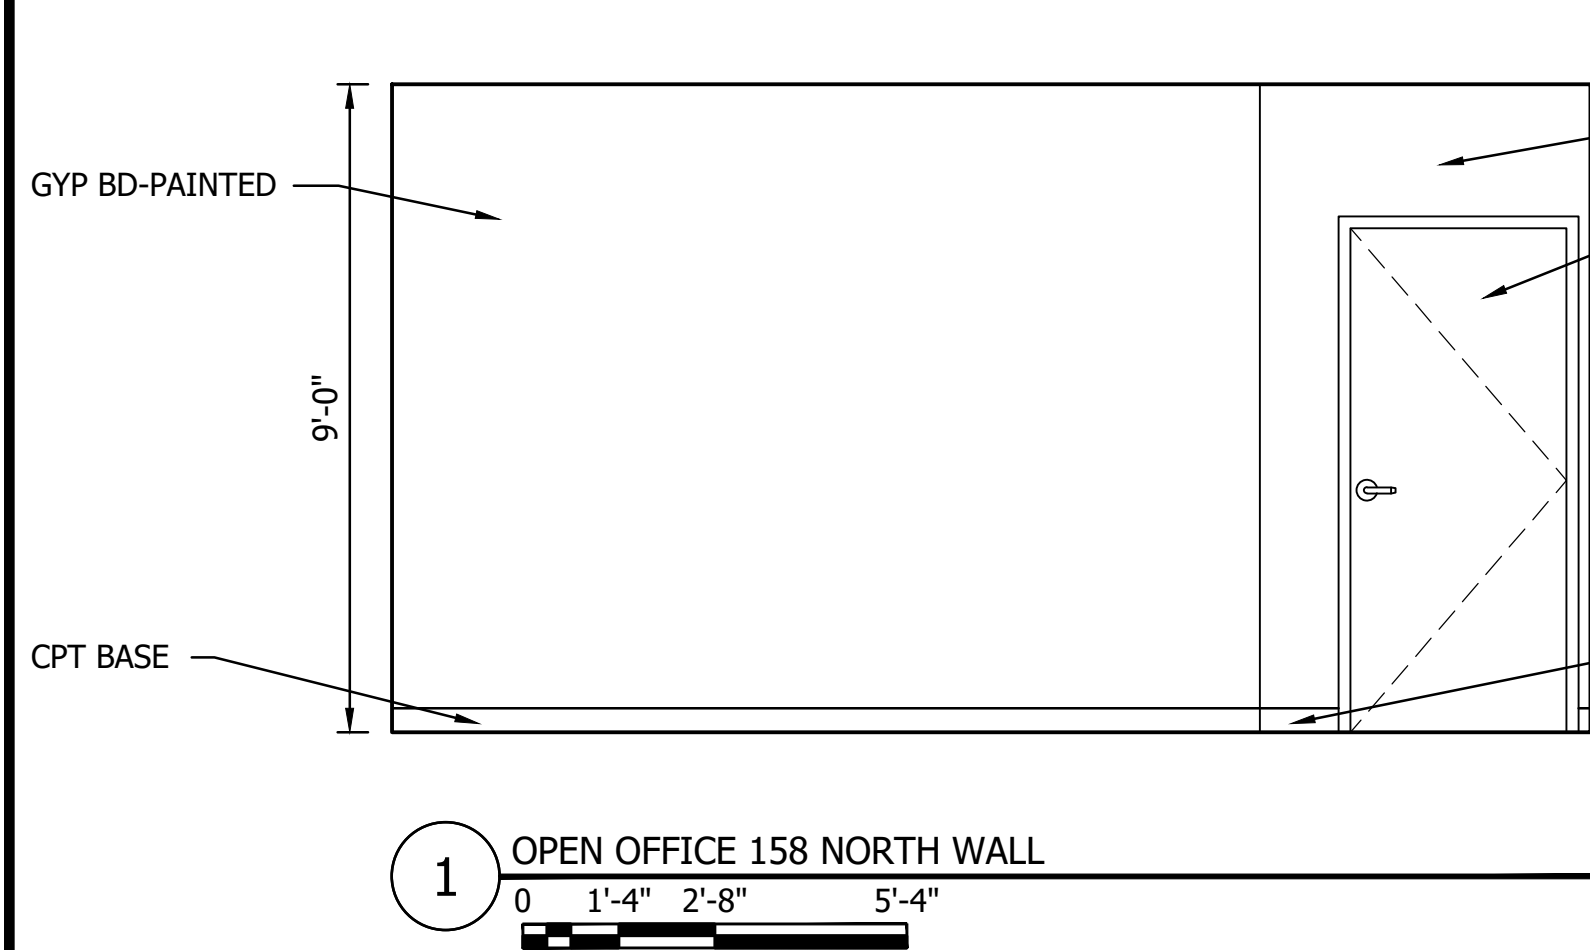 GYP BD-PAINTED
9'-0"
CPT BASE
1
OPEN OFFICE 158 NORTH WALL
0 1'-4" 2'-8" 5'-4"